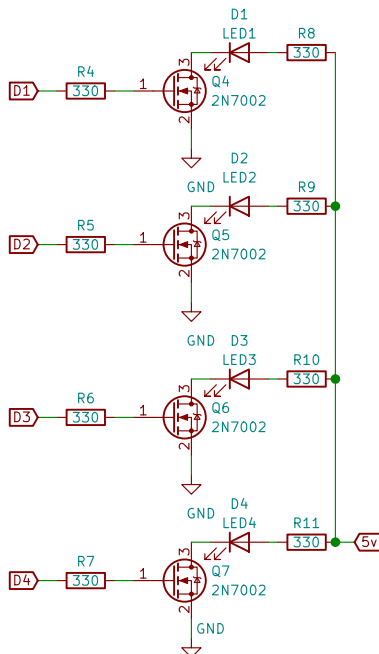 D1
LED1
R8
330
3
Q4
2N7002
R4
330
D1
1
2
GND
D2
LED2
R9
330
3
Q5
2N7002
R5
330
D2
1
2
GND
D3
LED3
R10
330
3
Q6
2N7002
R6
330
D3
1
2
GND
D4
LED4
R11
330
5v
3
Q7
2N7002
R7
330
D4
1
2
GND